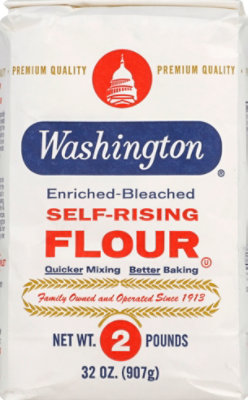 PREMIUM QUALITY PREMIUM QUALITY
Washington®
Enriched-Bleached
SELF-RISING
FLOUR
Quicker Mixing Better Baking
Family Owned and Operated Since 1913
NET WT. 2 POUNDS
32 OZ. (907g)